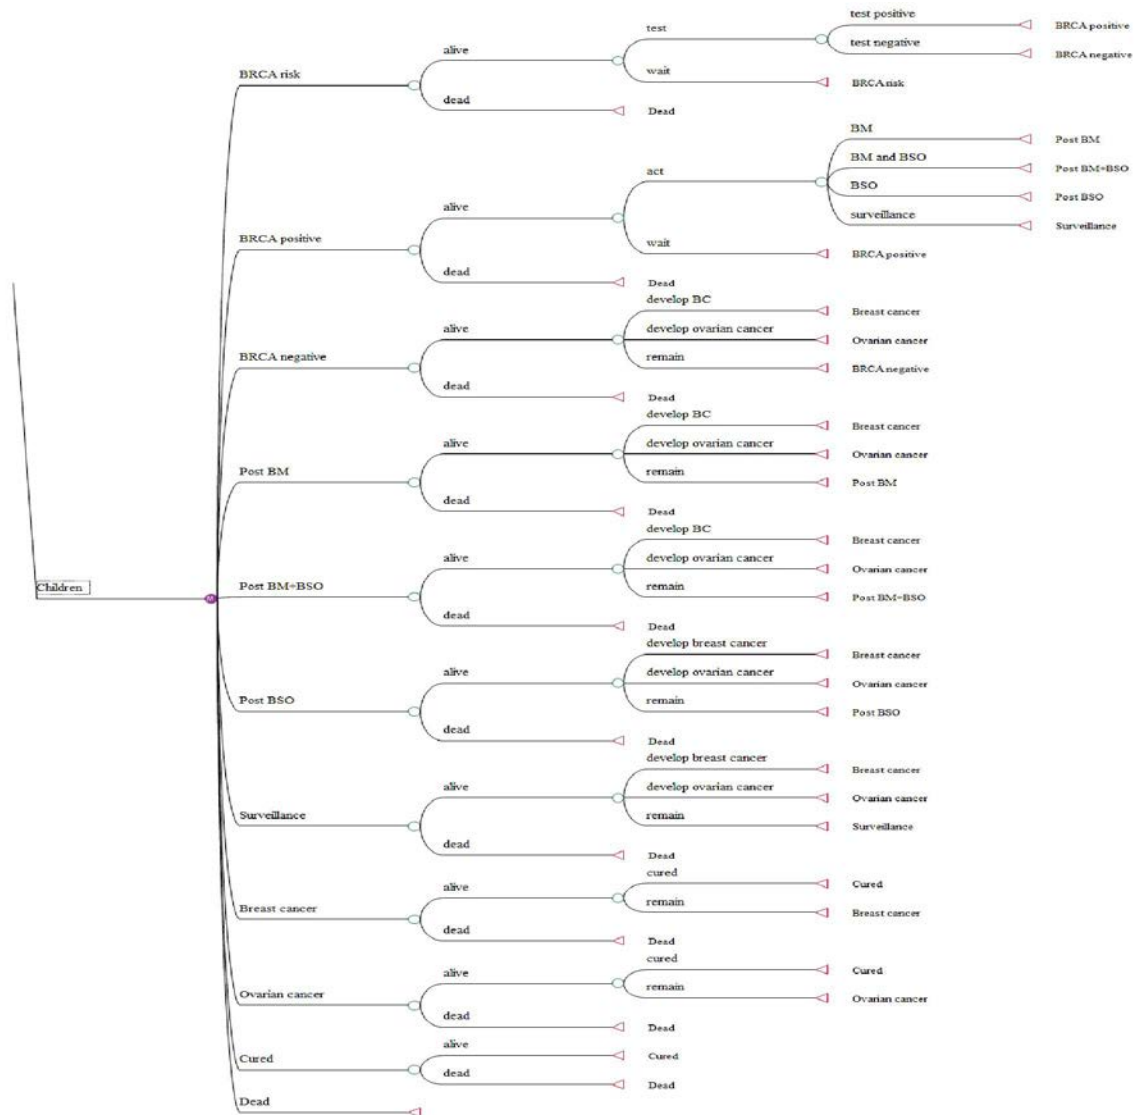 test positive
BRCA positive
test
test negative
BRCA negative
alive
wait
BRCA risk
BRCA risk
dead
Dead
BM
Post BM
BM and BSO
Post BM+BSO
act
BSO
Post BSO
alive
surveillance
Surveillance
BRCA positive
wait
BRCA positive
dead
Dead
develop BC
Breast cancer
alive
develop ovarian cancer
Ovarian cancer
BRCA negative
remain
BRCA negative
dead
Dead
develop BC
Breast cancer
alive
develop ovarian cancer
Ovarian cancer
Post BM
remain
Post BM
dead
Dead
develop BC
Breast cancer
alive
develop ovarian cancer
Ovarian cancer
Children
Post BM+BSO
remain
Post BM+BSO
dead
Dead
develop breast cancer
Breast cancer
alive
develop ovarian cancer
Ovarian cancer
Post BSO
remain
Post BSO
dead
Dead
develop breast cancer
Breast cancer
alive
develop ovarian cancer
Ovarian cancer
Surveillance
remain
Surveillance
dead
Dead
cured
Cured
alive
Breast cancer
remain
Breast cancer
dead
Dead
cured
Cured
alive
Ovarian cancer
remain
Ovarian cancer
dead
Dead
alive
Cured
Cured
dead
Dead
Dead